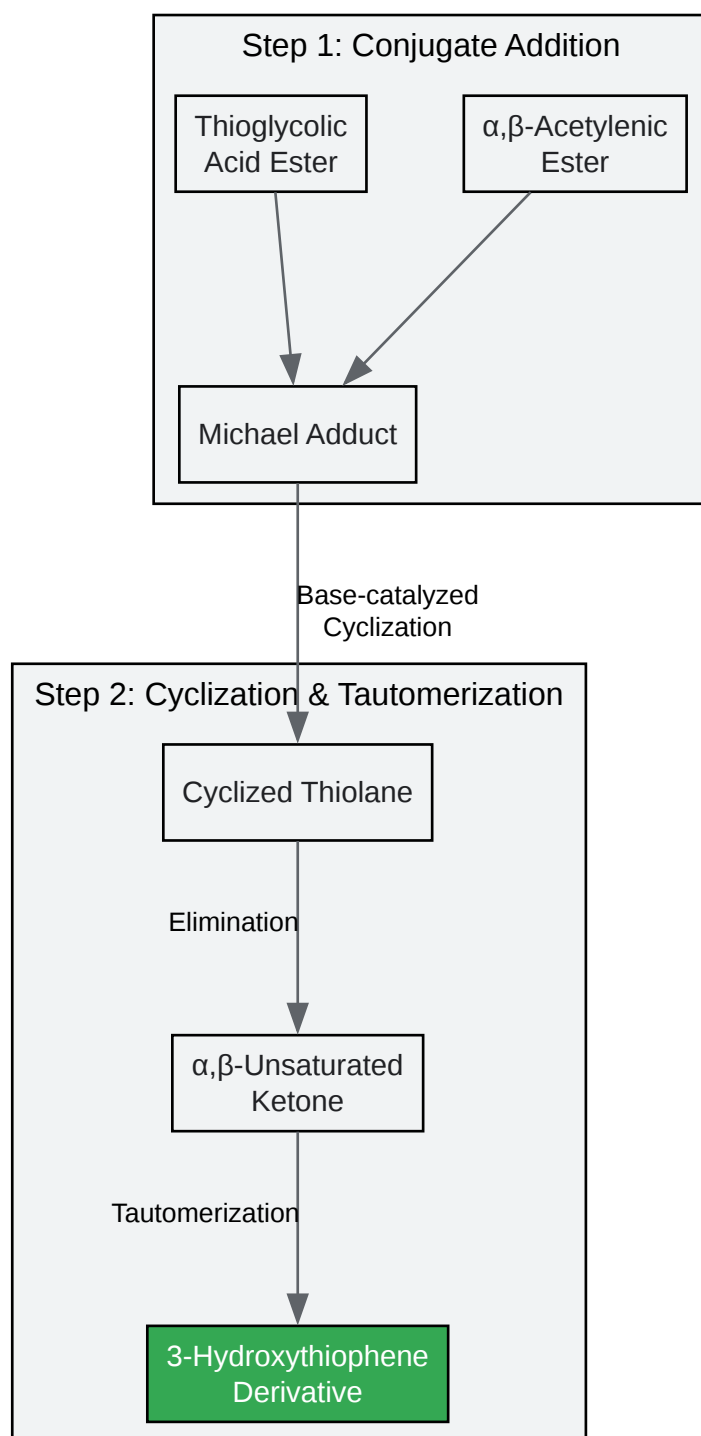 Step 1: Conjugate Addition
Thioglycolic
Acid Ester
α,β-Acetylenic
Ester
Michael Adduct
Base-catalyzed
Cyclization
Step 2: Cyclization & Tautomerization
Cyclized Thiolane
Elimination
α,β-Unsaturated
Ketone
Tautomerization
3-Hydroxythiophene
Derivative